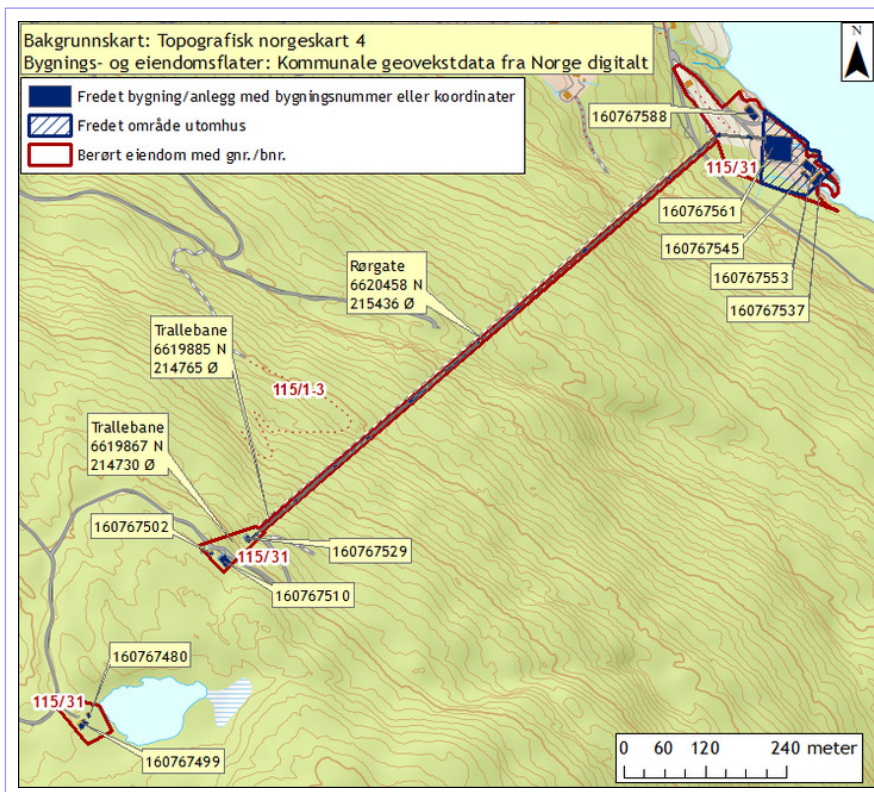 Bakgrunnskart: Topografisk norgeskart 4
Bygnings- og eiendomsflater: Kommunale geovekstdata fra Norge digitalt
N
Fredet bygning/anlegg med bygningsnummer eller koordinater
Fredet område utomhus
Berørt eiendom med gnr./bnr.
160767588
115/31
160767561
160767545
160767553
160767537
Rørgate
6620458 N
215436 Ø
Trallebane
6619885 N
214765 Ø
115/1-3
Trallebane
6619867 N
214730 Ø
160767502
115/31
160767529
160767510
160767480
115/31
160767499
0 60 120 240 meter